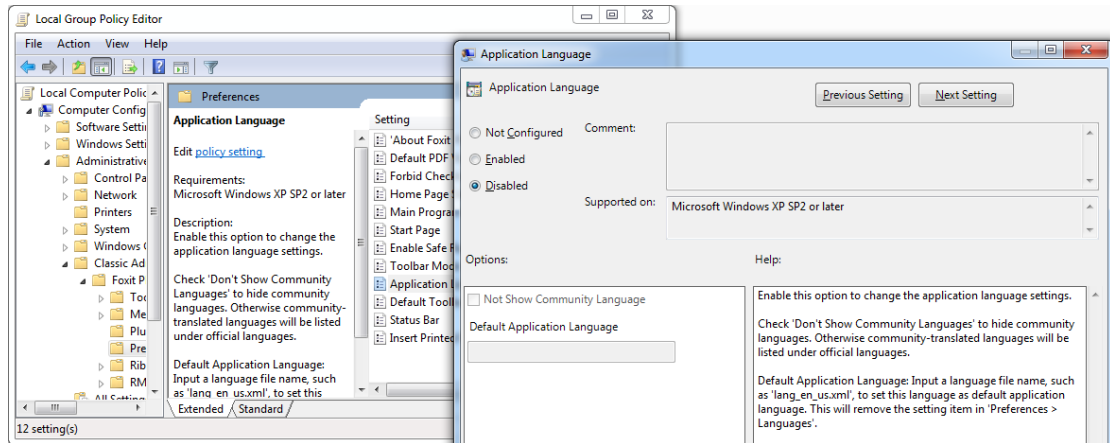 Local Group Policy Editor
File Action View Help
Local Computer Polic
Computer Config
Software Settin
Windows Setti
Administrative
Control Pa
Network
Printers
System
Windows C
Classic Ad
Foxit P
Too
Me
Plu
Pre
Rib
RM
All Setting
Preferences
Application Language
Edit policy setting
Requirements:
Microsoft Windows XP SP2 or later
Description:
Enable this option to change the
application language settings.
Check 'Don't Show Community
Languages' to hide community
languages. Otherwise community-
translated languages will be listed
under official languages.
Default Application Language:
Input a language file name, such
as 'lang_en_us.xml', to set this
Setting
'About Foxit
Default PDF V
Forbid Check
Home Page S
Main Progra
Start Page
Enable Safe R
Toolbar Mod
Application L
Default Tooll
Status Bar
Insert Printed
Extended Standard
12 setting(s)
Application Language
Application Language
Previous Setting Next Setting
Not Configured
Enabled
Disabled
Comment:
Supported on:
Microsoft Windows XP SP2 or later
Options:
Help:
Not Show Community Language
Default Application Language
Enable this option to change the application language settings.
Check 'Don't Show Community Languages' to hide community
languages. Otherwise community-translated languages will be
listed under official languages.
Default Application Language: Input a language file name, such
as 'lang_en_us.xml', to set this language as default application
language. This will remove the setting item in 'Preferences >
Languages'.